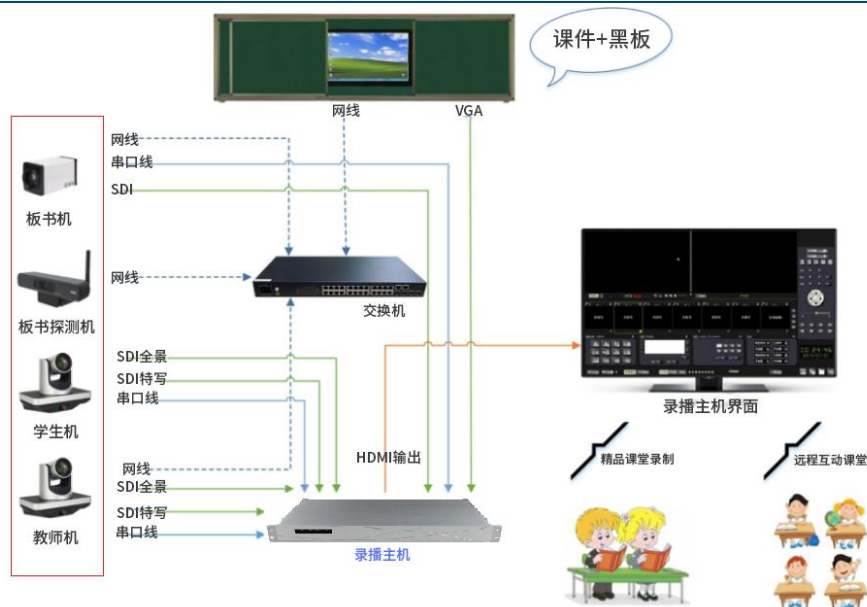 课件+黑板
网线
VGA
网线
串口线
SDI
板书机
网线
板书探测机
交换机
SDI全景
SDI特写
串口线
学生机
录播主机界面
HDMI输出
精品课堂录制
远程互动课堂
网线
SDI全景
SDI特写
串口线
教师机
录播主机